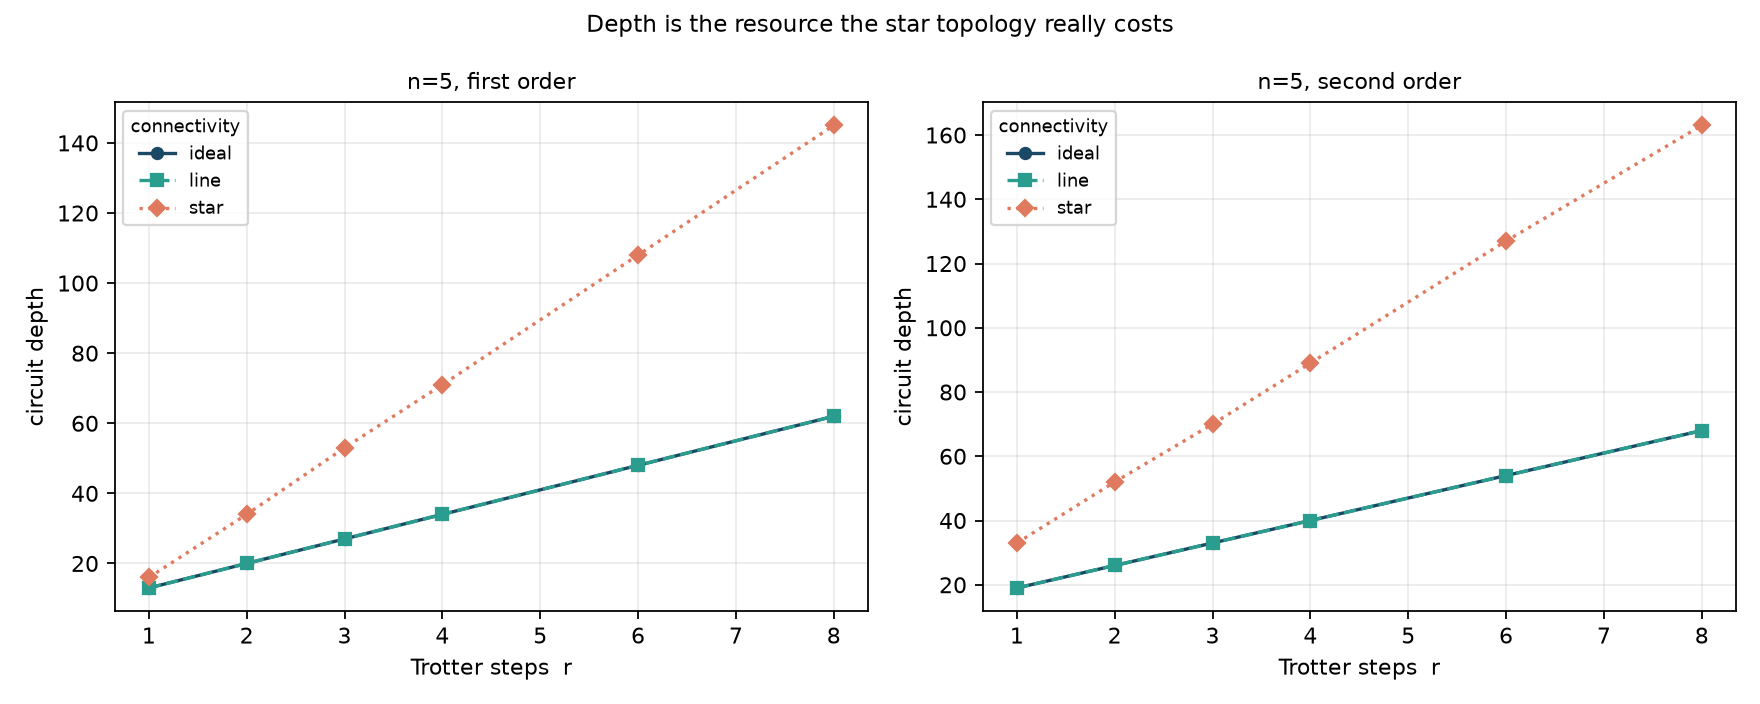 Depth is the resource the star topology really costs
n=5, first order
connectivity
ideal
line
star
circuit depth
140
120
100
80
60
40
20
1 2 3 4 5 6 7 8
Trotter steps r
n=5, second order
connectivity
ideal
line
star
circuit depth
160
140
120
100
80
60
40
20
1 2 3 4 5 6 7 8
Trotter steps r